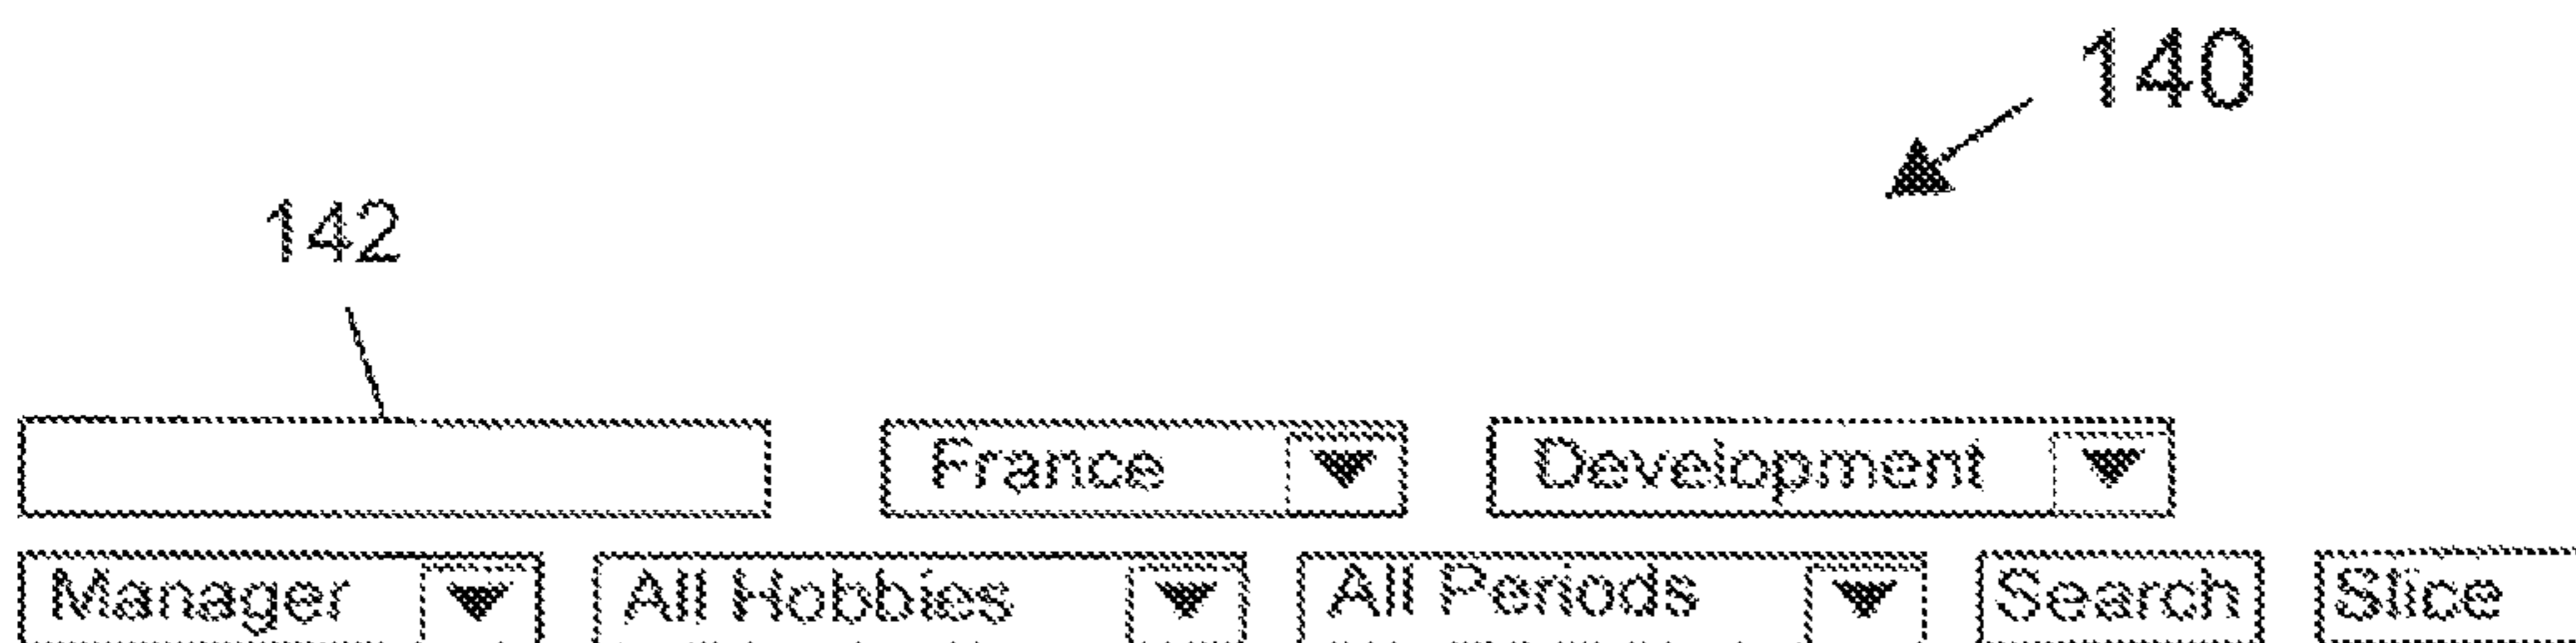 140
142
France Development
Manager All Hobbies All Periods Search Slice